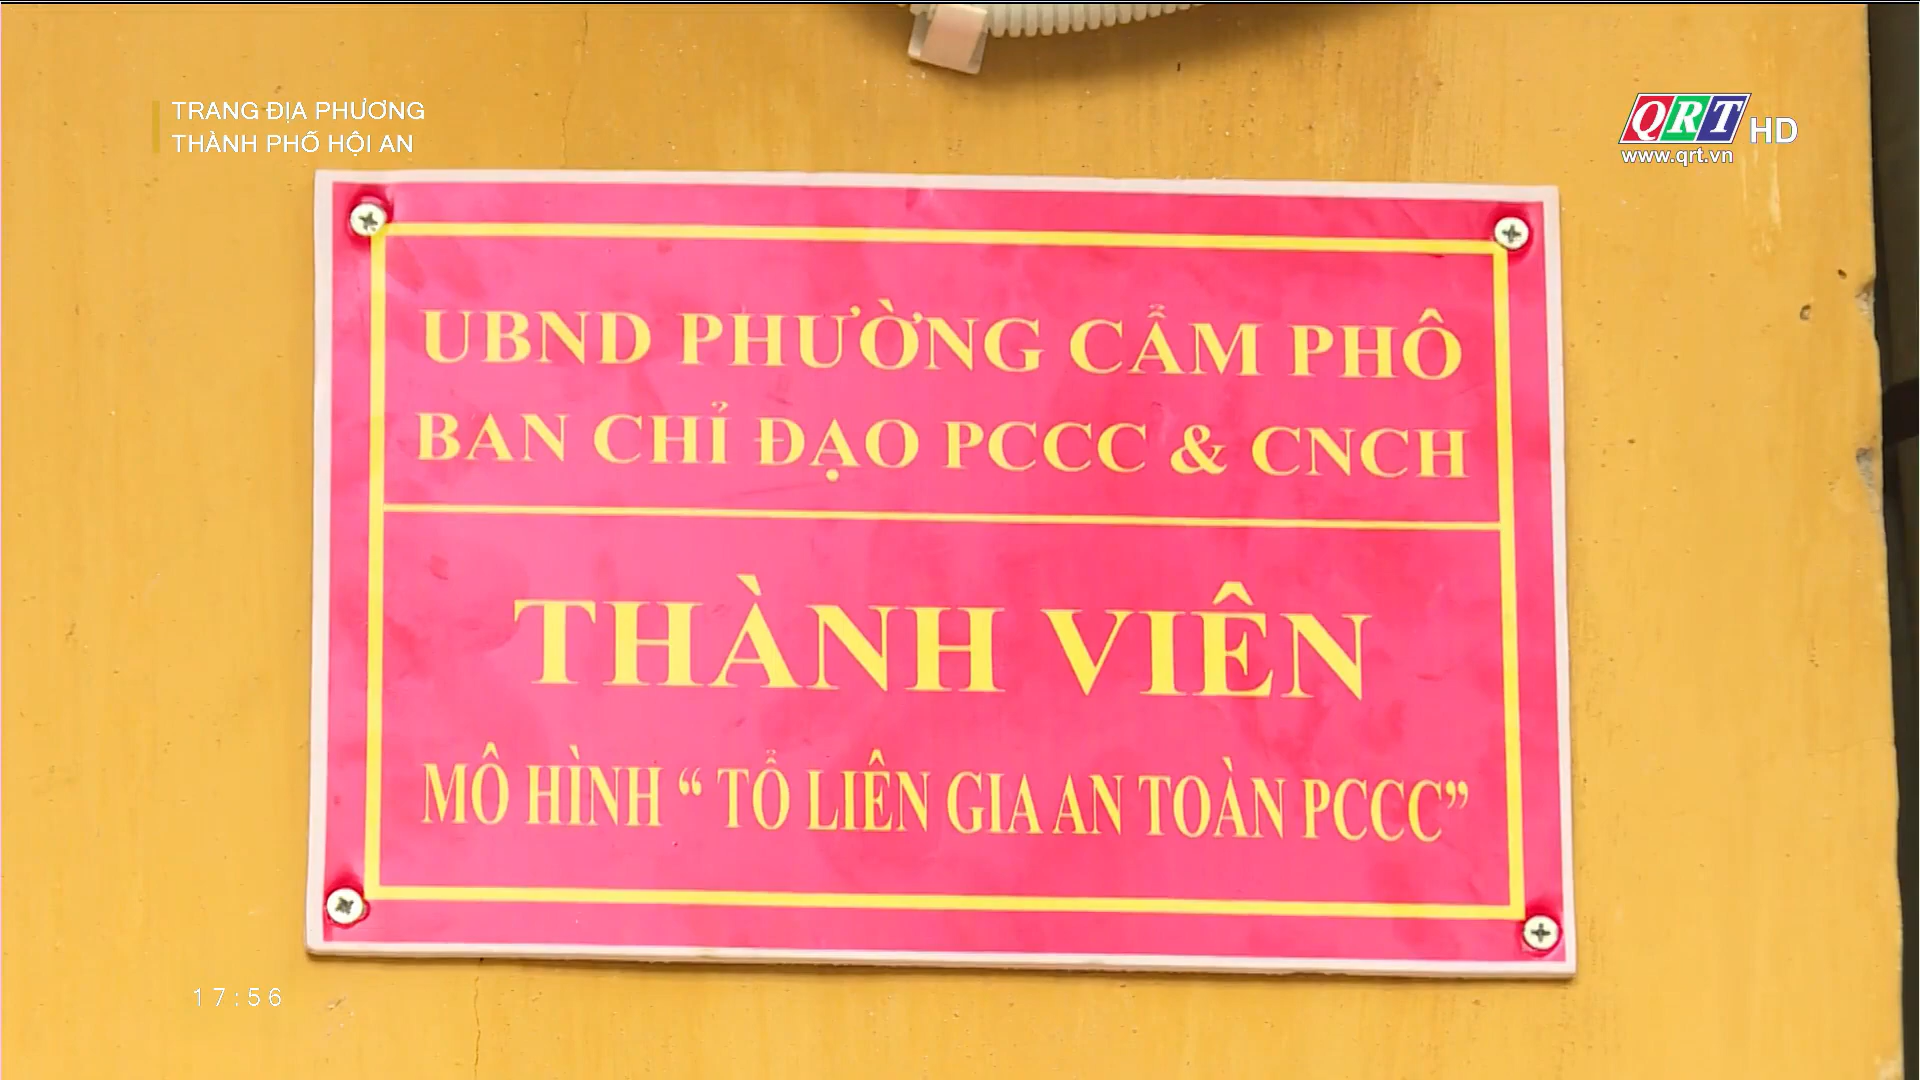 TRANG ĐỊA PHƯƠNG
THÀNH PHỐ HỘI AN
QRT HD
www.qrt.vn
UBND PHƯỜNG CẨM PHÔ
BAN CHỈ ĐẠO PCCC & CNCH
THÀNH VIÊN
MÔ HÌNH “ TỔ LIÊN GIA AN TOÀN PCCC”
17:56